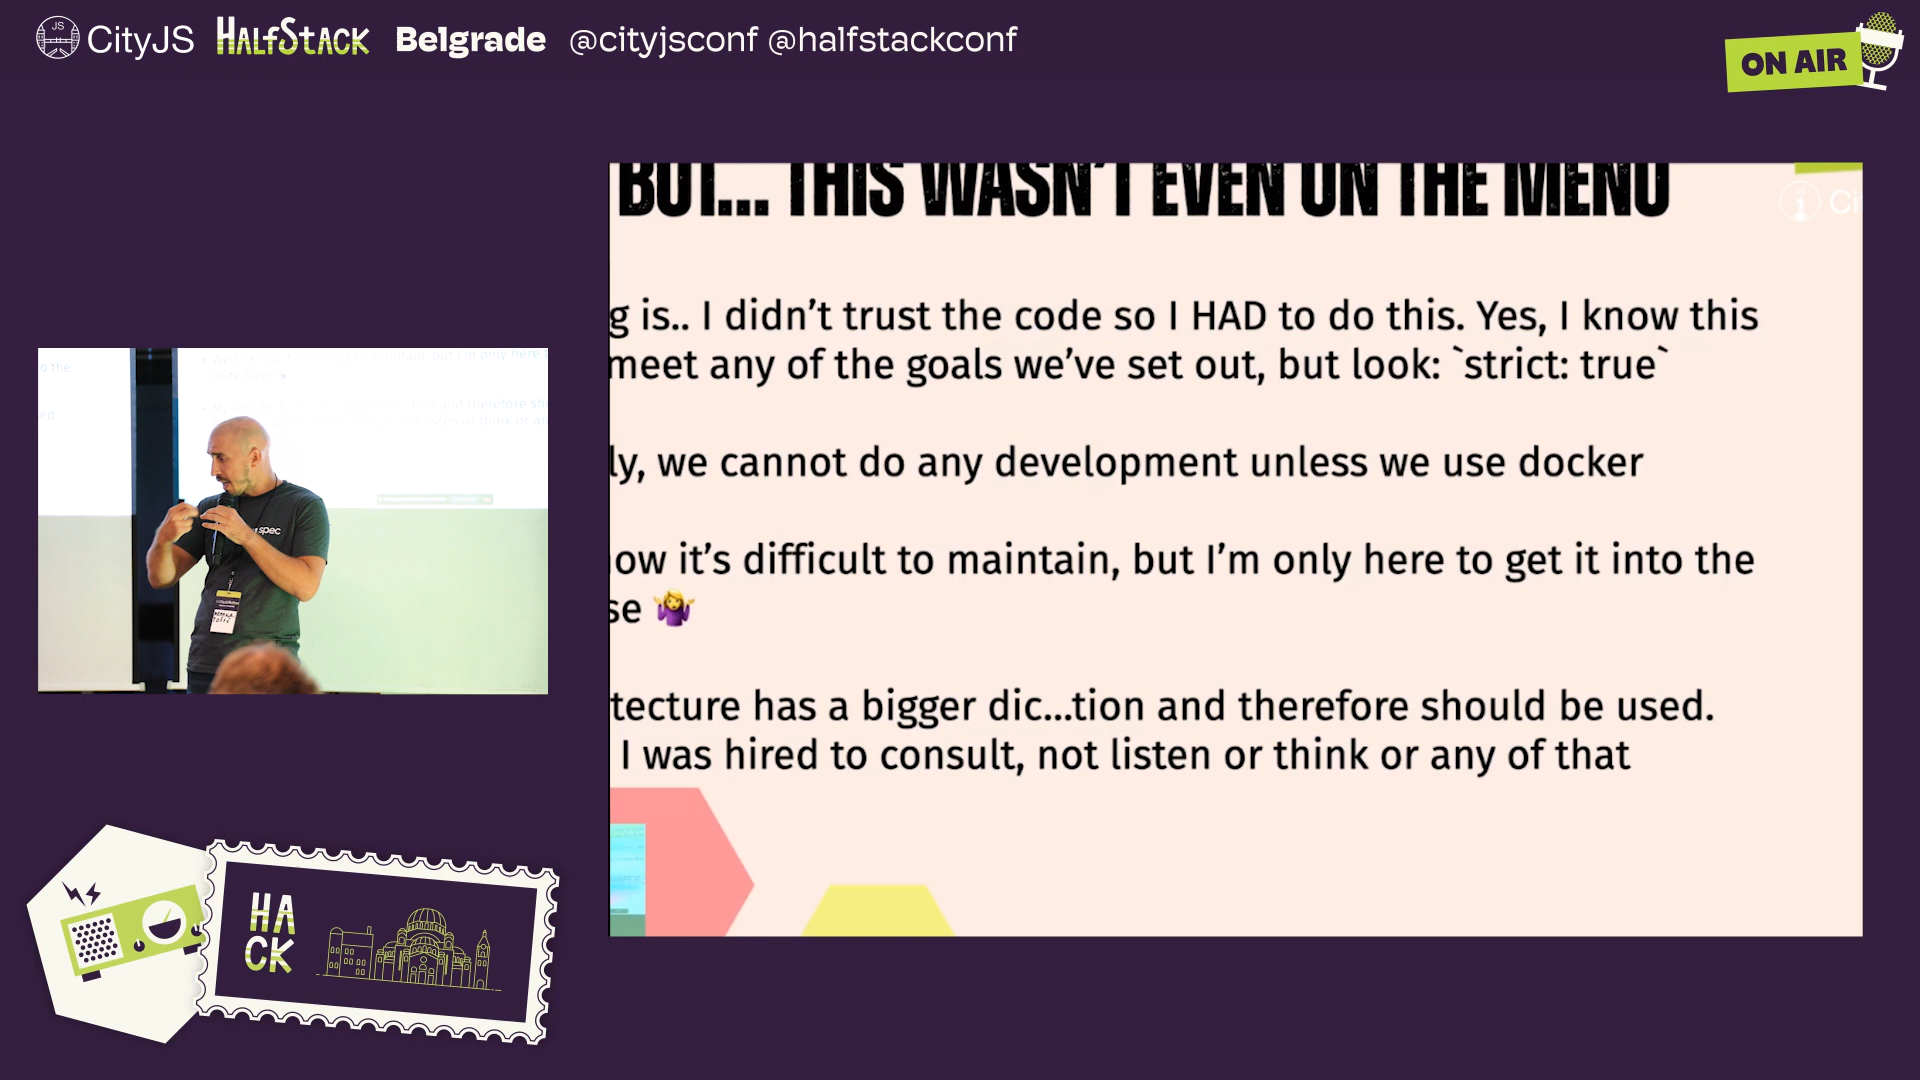 JS CityJS HALFSTACK Belgrade @cityjsconf @halfstackconf
ON AIR
BUT... THIS WASN'T EVEN ON THE MENU
Ci
g is.. I didn’t trust the code so I HAD to do this. Yes, I know this
meet any of the goals we’ve set out, but look: `strict: true`
ly, we cannot do any development unless we use docker
ow it’s difficult to maintain, but I’m only here to get it into the
se
tecture has a bigger dic...tion and therefore should be used.
I was hired to consult, not listen or think or any of that
spec
HA
CK